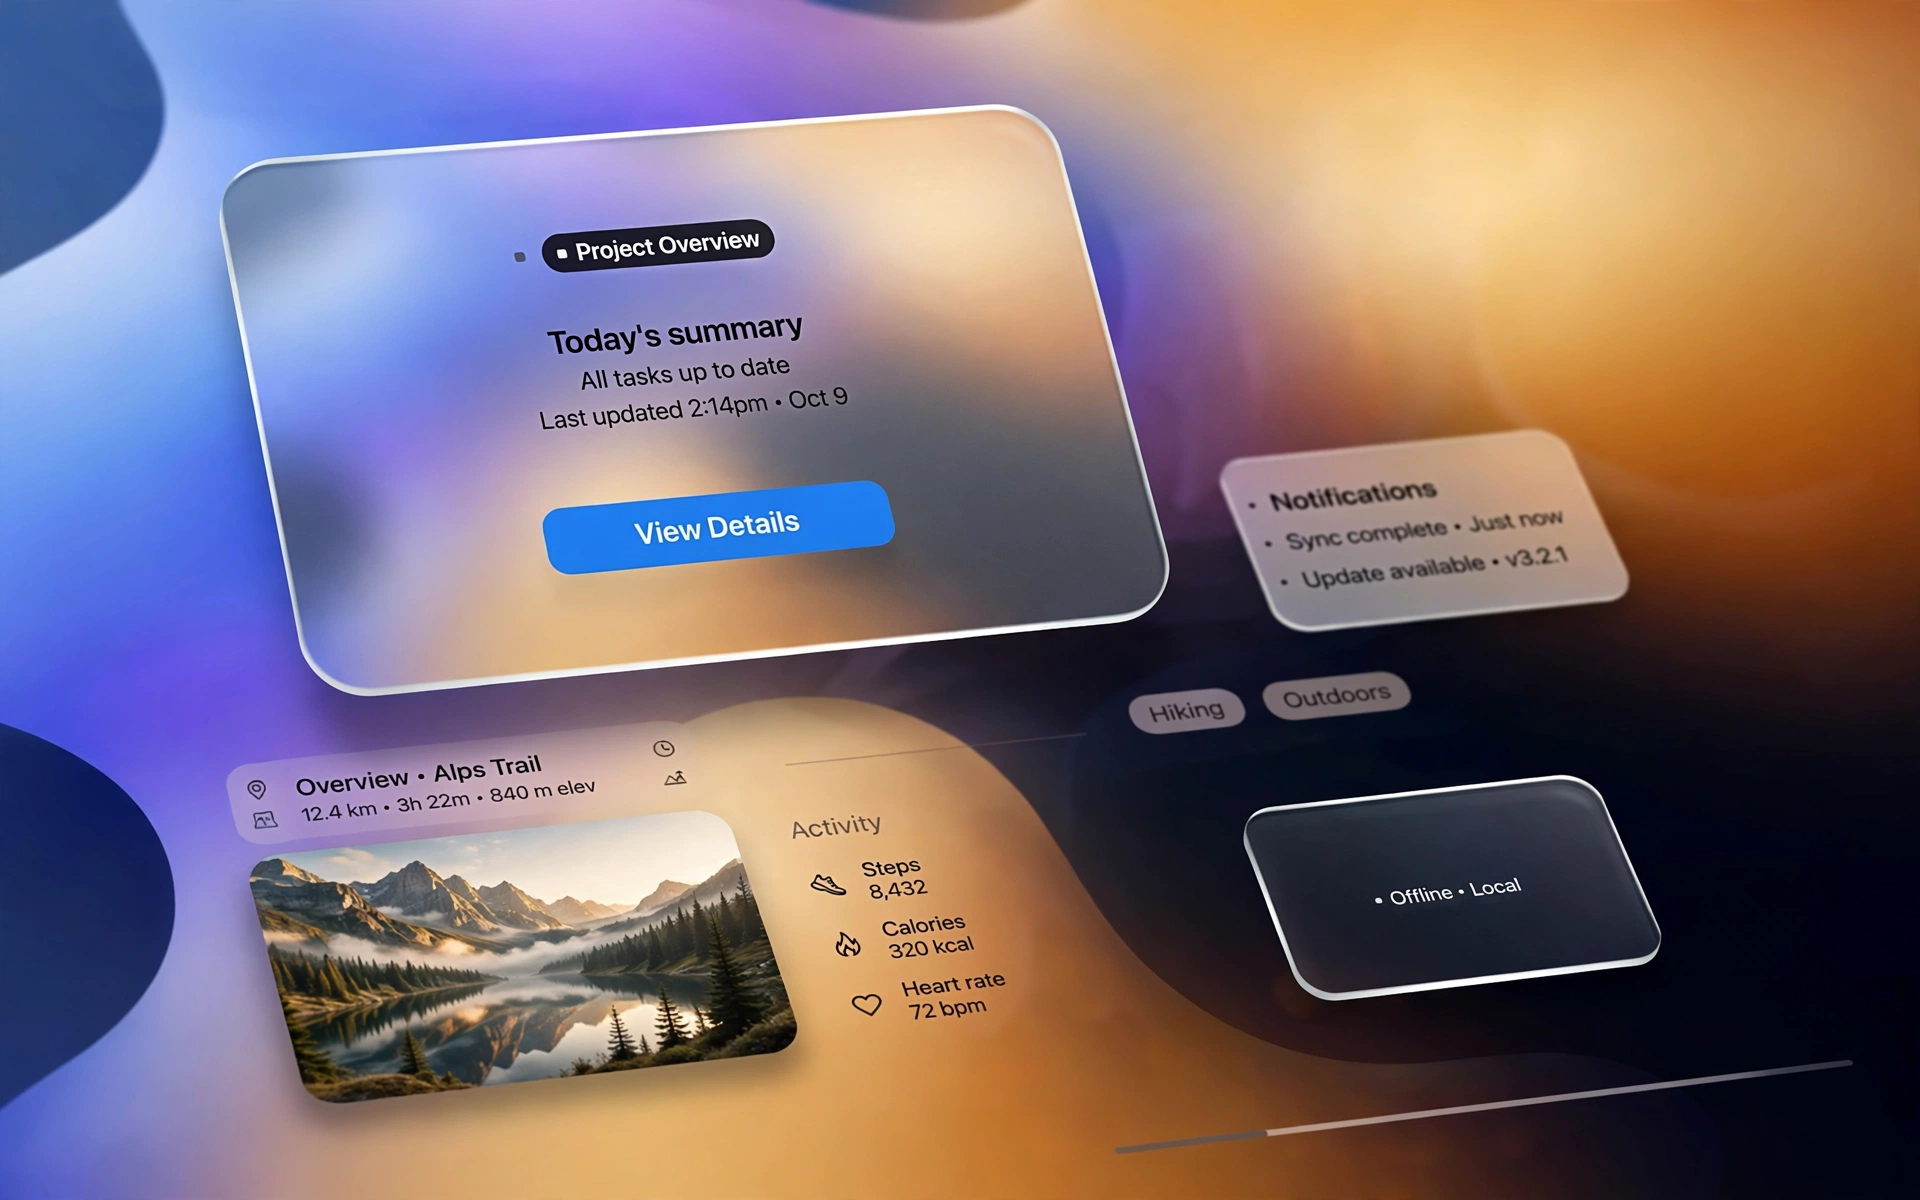 Project Overview
Today's summary
All tasks up to date
Last updated 2:14pm • Oct 9
View Details
• Notifications
• Sync complete • Just now
• Update available • v3.2.1
Hiking
Outdoors
Overview • Alps Trail
12.4 km • 3h 22m • 840 m elev
Activity
Steps
8,432
Calories
320 kcal
Heart rate
72 bpm
• Offline • Local